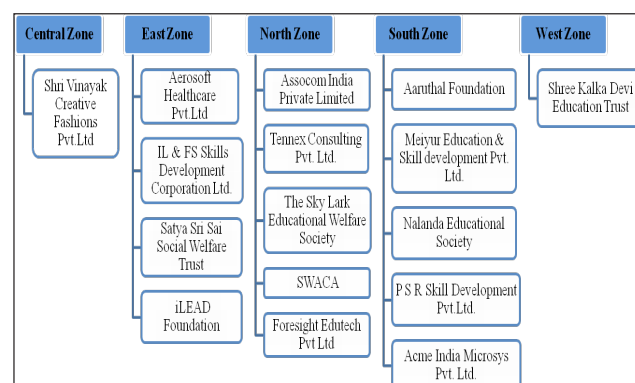 Central Zone
Shri Vinayak
Creative
Fashions
Pvt.Ltd
East Zone
Aerosoft
Healthcare
Pvt.Ltd
IL & FS Skills
Development
Corporation Ltd.
Satya Sri Sai
Social Welfare
Trust
iLEAD
Foundation
North Zone
Assocom India
Private Limited
Tennex Consulting
Pvt. Ltd.
The Sky Lark
Educational Welfare
Society
SWACA
Foresight Edutech
Pvt Ltd
South Zone
Aaruthal Foundation
Meiyur Education &
Skill development Pvt.
Ltd.
Nalanda Educational
Society
P S R Skill Development
Pvt.Ltd.
Acme India Microsys
Pvt. Ltd.
West Zone
Shree Kalka Devi
Education Trust